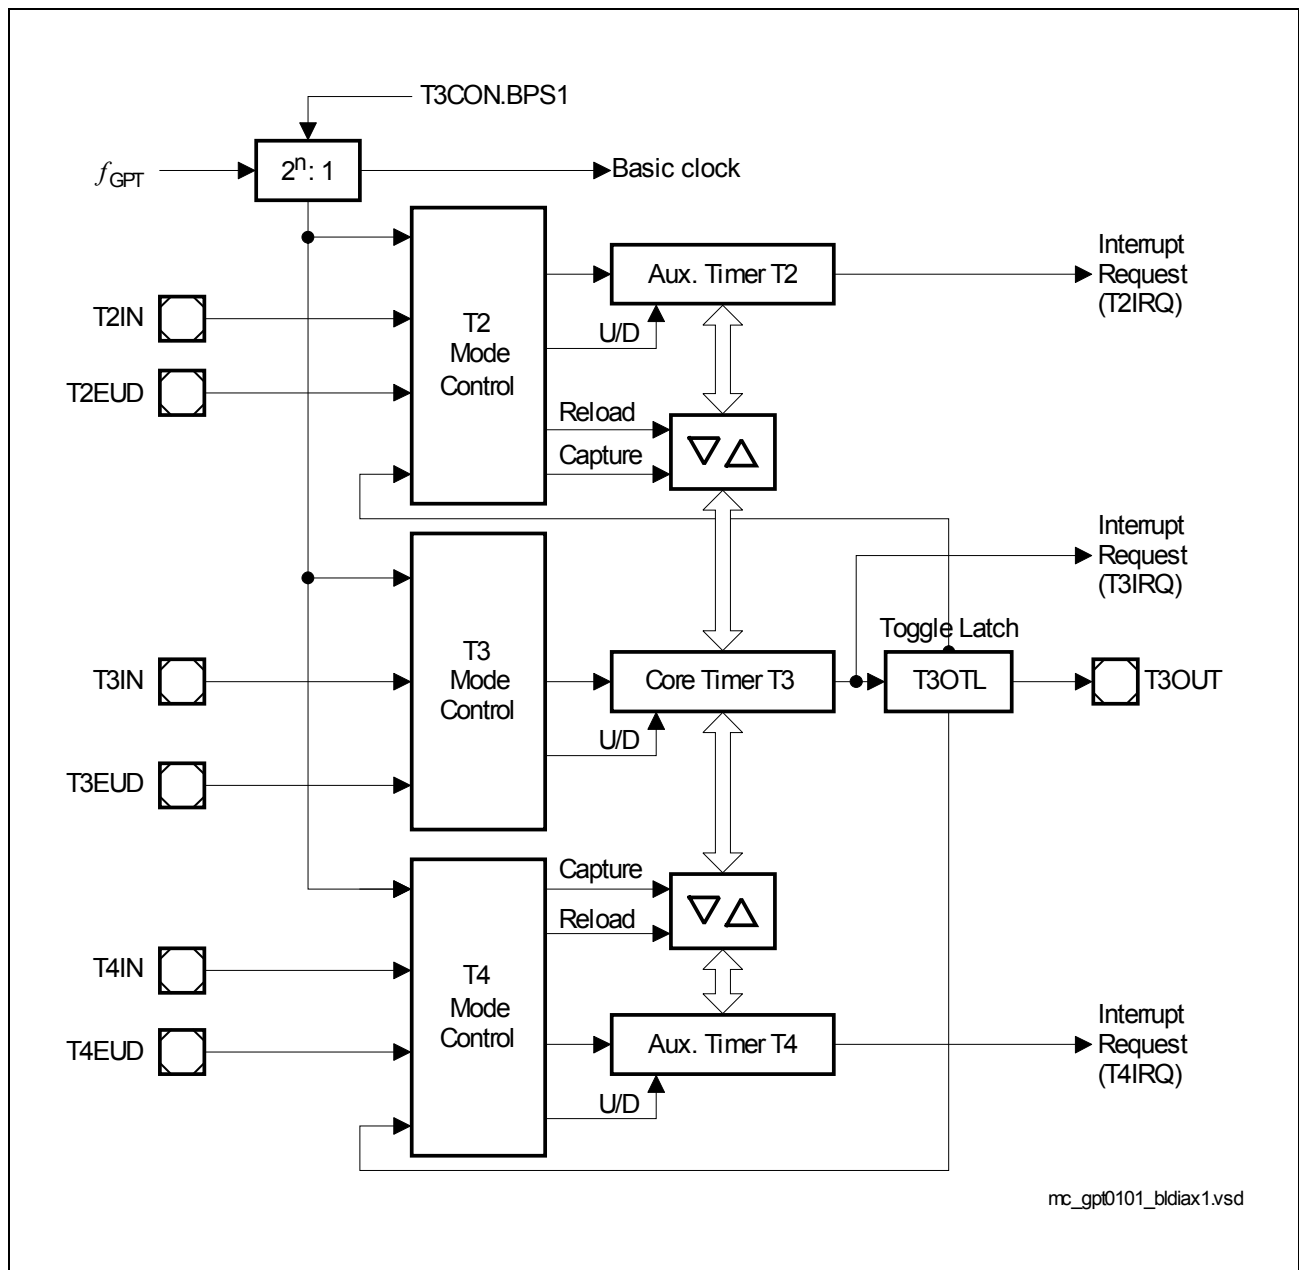 T3CON.BPS1
fGPT
2n: 1
Basic clock
T2IN
T2EUD
T2
Mode
Control
U/D
Reload
Capture
Aux. Timer T2
Interrupt
Request
(T2IRQ)
Interrupt
Request
(T3IRQ)
T3IN
T3EUD
T3
Mode
Control
U/D
Core Timer T3
Toggle Latch
T3OTL
T3OUT
T4IN
T4EUD
T4
Mode
Control
Capture
Reload
U/D
Aux. Timer T4
Interrupt
Request
(T4IRQ)
mc_gpt0101_bldiax1.vsd